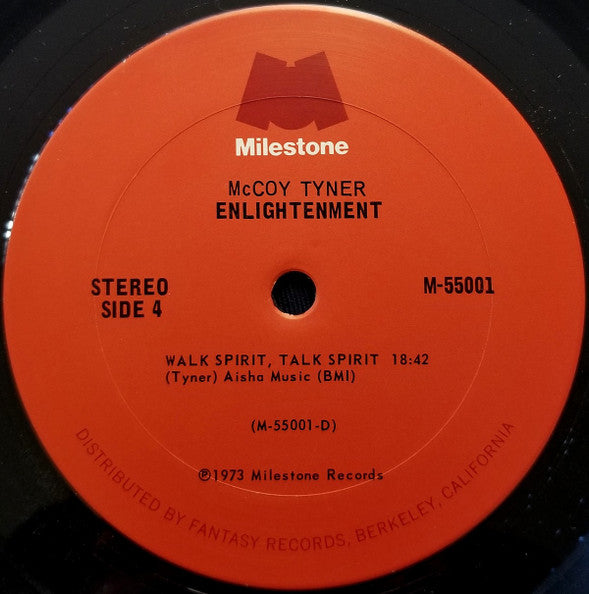 Milestone
McCOY TYNER
ENLIGHTENMENT
STEREO
SIDE 4
M-55001
WALK SPIRIT, TALK SPIRIT 18:42
(Tyner) Aisha Music (BMI)
(M-55001-D)
℗1973 Milestone Records
DISTRIBUTED BY FANTASY RECORDS, BERKELEY, CALIFORNIA